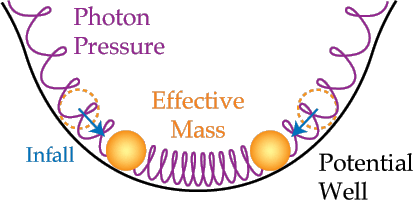 Photon
Pressure
Effective
Mass
Infall
Potential
Well